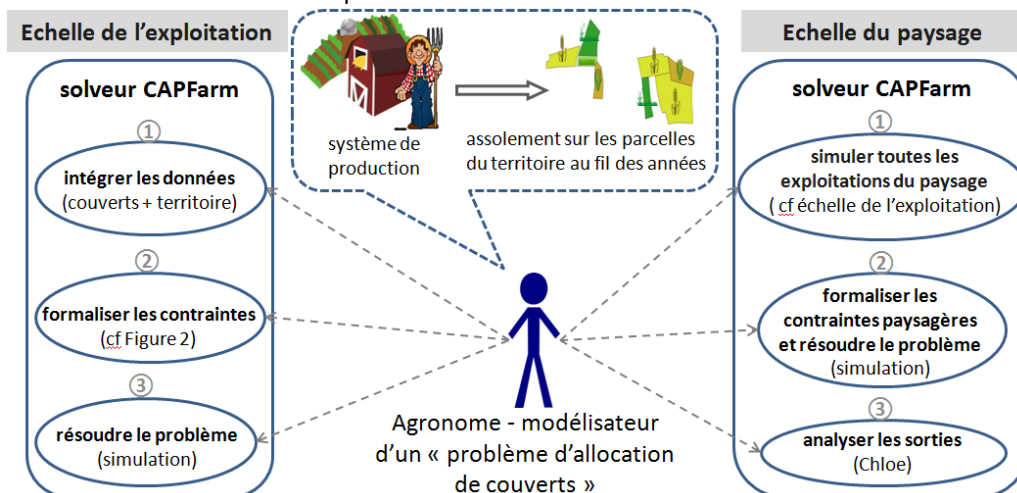 Echelle de l'exploitation
solveur CAPFarm
①
intégrer les données
(couverts + territoire)
②
formaliser les contraintes
(cf Figure 2)
③
résoudre le problème
(simulation)
système de
production
assolement sur les parcelles
du territoire au fil des années
Agronome - modélisateur
d'un « problème d'allocation
de couverts »
Echelle du paysage
solveur CAPFarm
①
simuler toutes les
exploitations du paysage
( cf échelle de l'exploitation)
②
formaliser les
contraintes paysagères
et résoudre le problème
(simulation)
③
analyser les sorties
(Chloe)